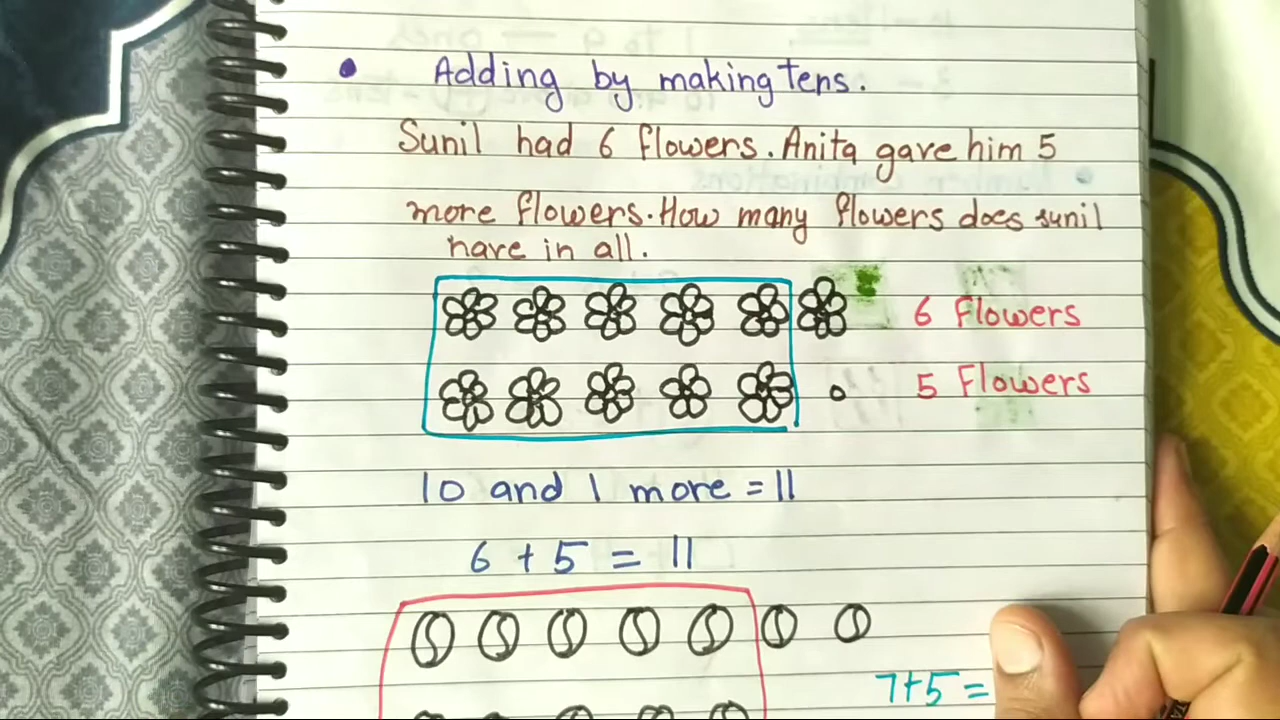 • Adding by making tens.
Sunil had 6 flowers. Anita gave him 5
more flowers. How many flowers does sunil
have in all.
6 Flowers
5 Flowers
10 and 1 more = 11
6 + 5 = 11
7+5 =